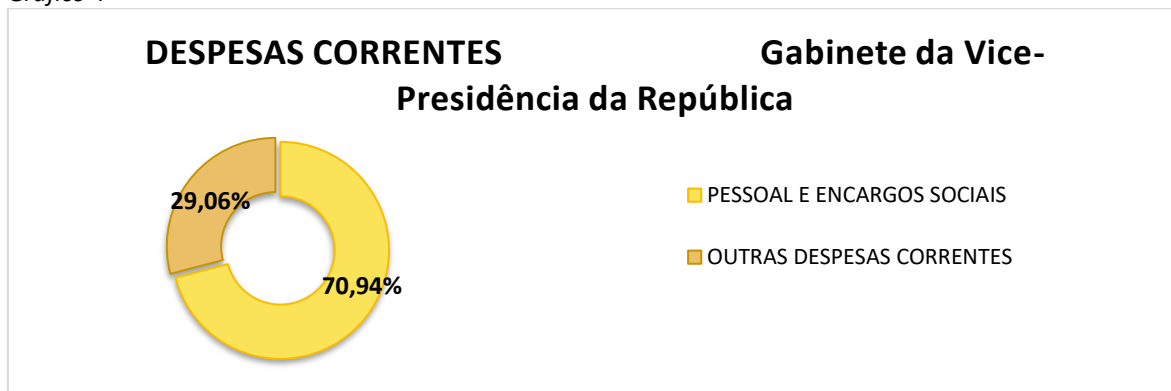 DESPESAS CORRENTES Gabinete da Vice-
Presidência da República
29,06%
70,94%
PESSOAL E ENCARGOS SOCIAIS
OUTRAS DESPESAS CORRENTES